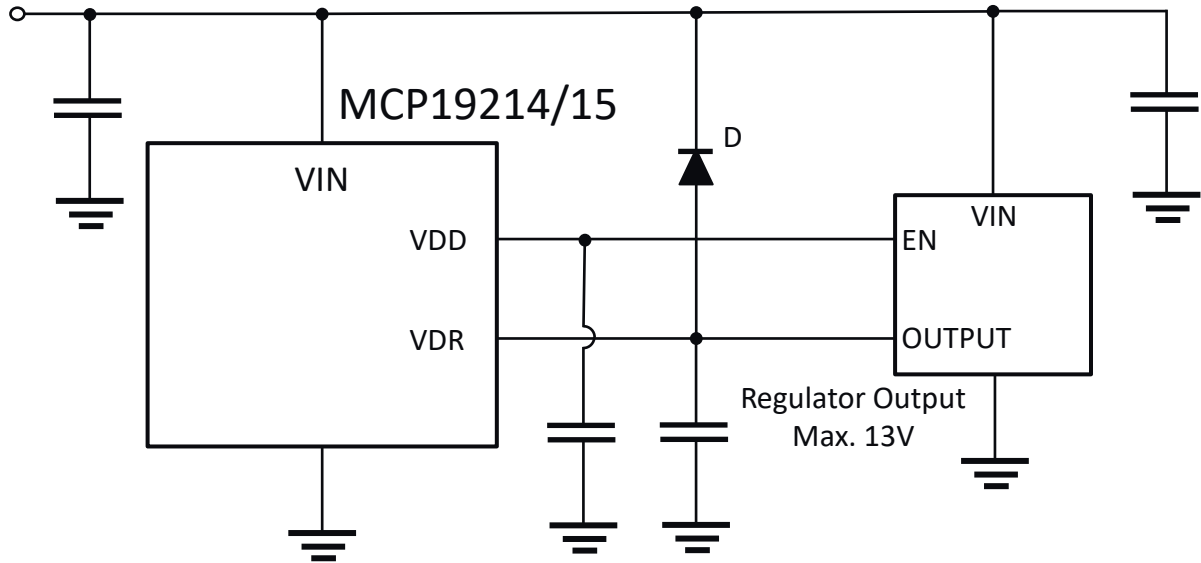 MCP19214/15
D
VIN
VIN
VDD
EN
VDR
OUTPUT
Regulator Output
Max. 13V